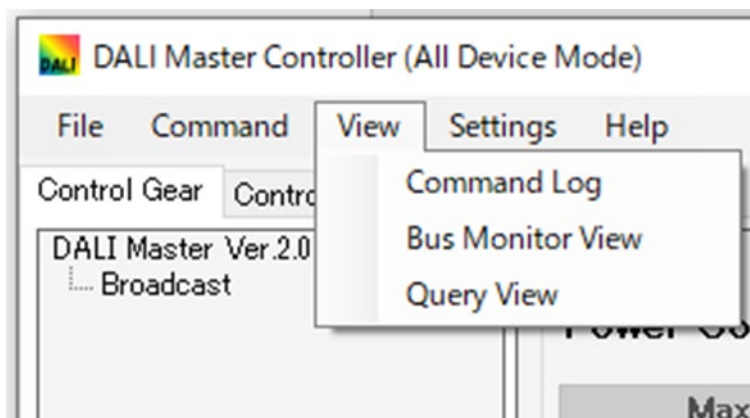 DALI DALI Master Controller (All Device Mode)
File Command View Settings Help
Control Gear
Command Log
Bus Monitor View
Query View
DALI Master Ver.2.0
Broadcast
Max